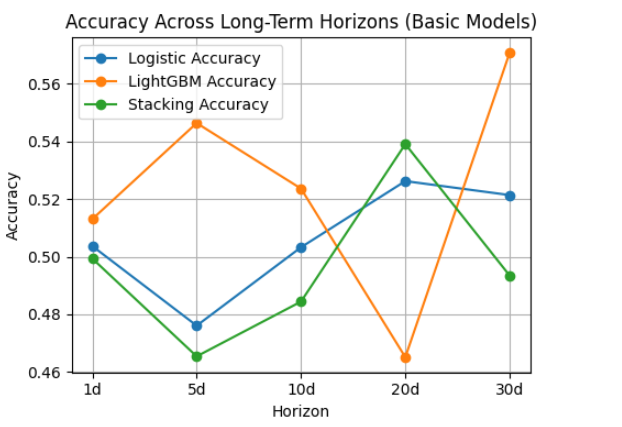 Accuracy Across Long-Term Horizons (Basic Models)
Logistic Accuracy
LightGBM Accuracy
Stacking Accuracy
0.56
0.54
0.52
0.50
0.48
0.46
Accuracy
1d 5d 10d 20d 30d
Horizon